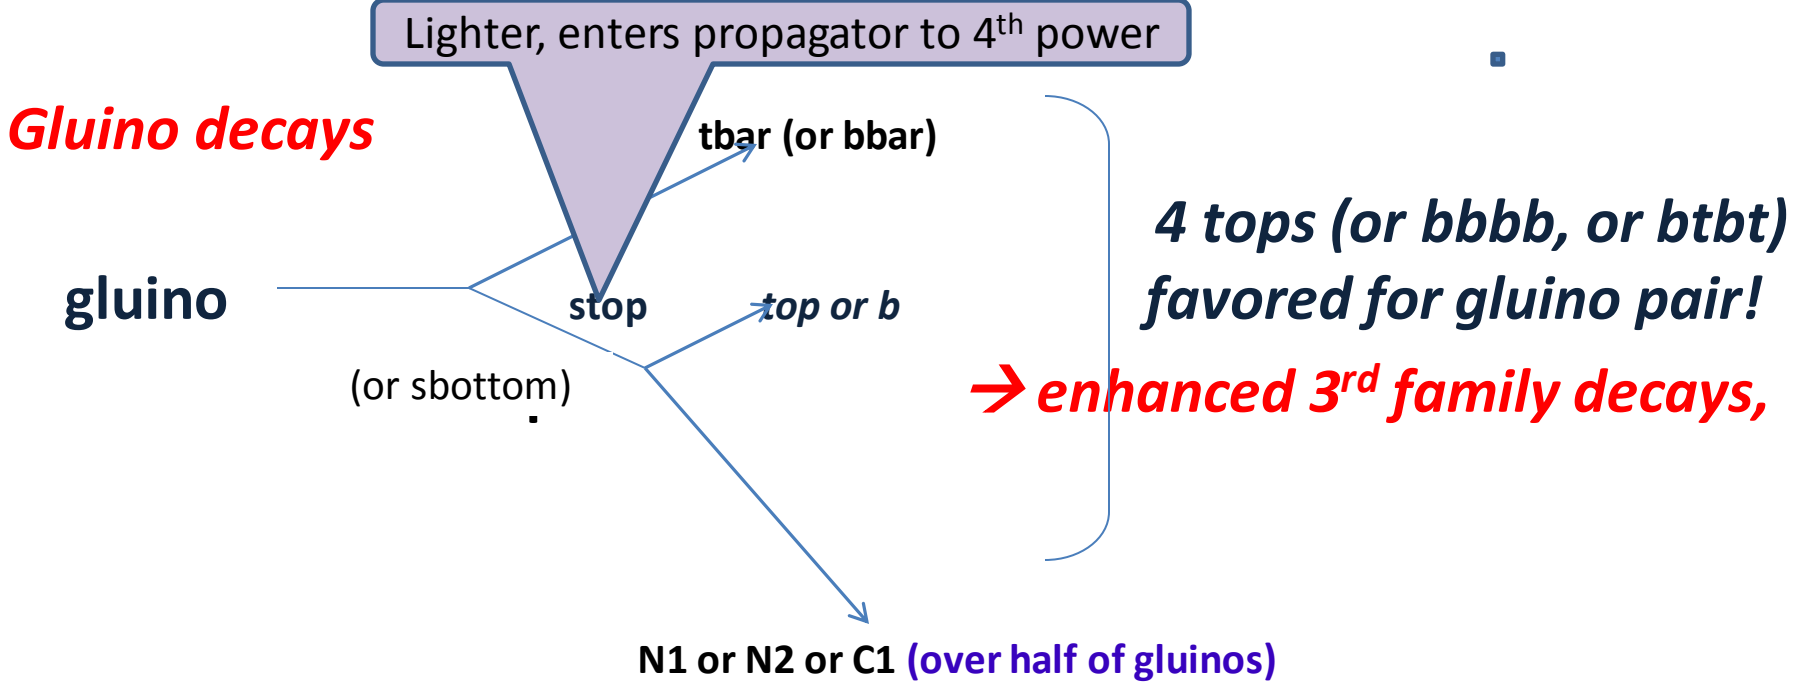 Lighter, enters propagator to 4th power
Gluino decays
tbar (or bbar)
4 tops (or bbbb, or btbt)
favored for gluino pair!
gluino
stop
top or b
(or sbottom)
.
→ enhanced 3rd family decays,
N1 or N2 or C1 (over half of gluinos)